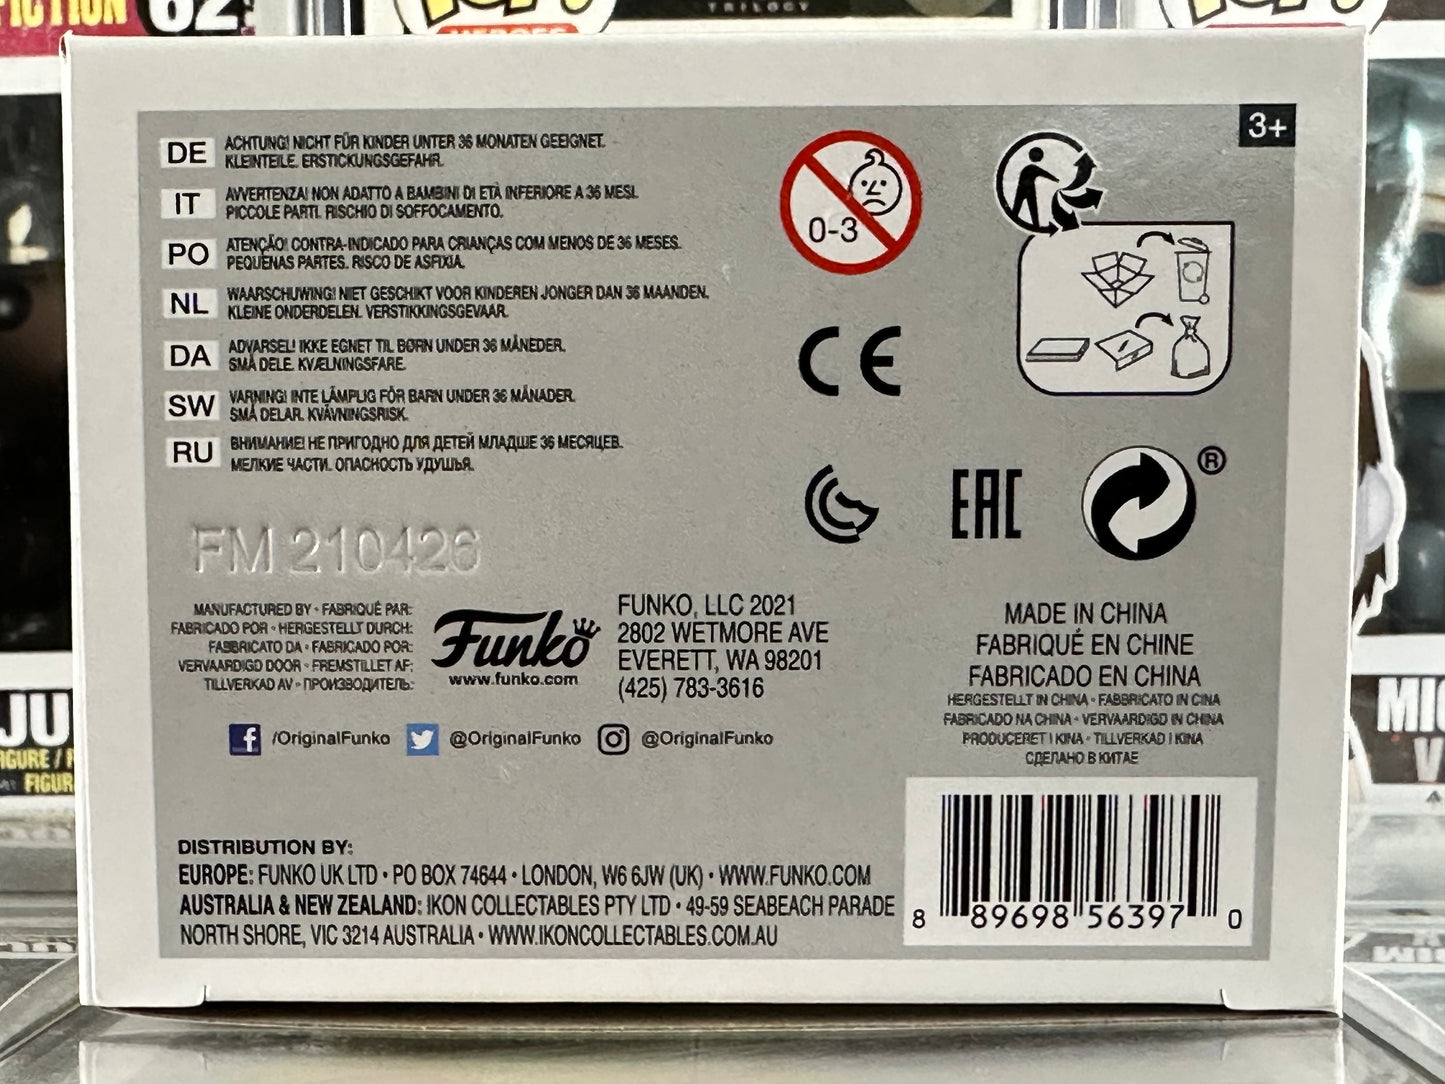 62
TRILOGY
3+
DE ACHTUNG! NICHT FÜR KINDER UNTER 36 MONATEN GEEIGNET.
KLEINTEILE. ERSTICKUNGSGEFAHR.
IT AVVERTENZA! NON ADATTO A BAMBINI DI ETÀ INFERIORE A 36 MESI.
PICCOLE PARTI. RISCHIO DI SOFFOCAMENTO.
PO ATENÇÃO! CONTRA-INDICADO PARA CRIANÇAS COM MENOS DE 36 MESES.
PEQUENAS PARTES. RISCO DE ASFIXIA.
NL WAARSCHUWING! NIET GESCHIKT VOOR KINDEREN JONGER DAN 36 MAANDEN.
KLEINE ONDERDELEN. VERSTIKKINGSGEVAAR.
DA ADVARSEL! IKKE EGNET TIL BØRN UNDER 36 MÅNEDER.
SMÅ DELE. KVÆLNINGSFARE.
SW VARNING! INTE LÄMPLIG FÖR BARN UNDER 36 MÅNADER.
SMÅ DELAR. KVÄVNINGSRISK.
RU ВНИМАНИЕ! НЕ ПРИГОДНО ДЛЯ ДЕТЕЙ МЛАДШЕ 36 МЕСЯЦЕВ.
МЕЛКИЕ ЧАСТИ. ОПАСНОСТЬ УДУШЬЯ.
0-3
CE
EAC
®
FM 210426
MANUFACTURED BY • FABRIQUÉ PAR:
FABRICADO POR • HERGESTELLT DURCH:
FABBRICATO DA • FABRICADO POR:
VERVAARDIGD DOOR • FREMSTILLET AF:
TILLVERKAD AV • ПРОИЗВОДИТЕЛЬ:
Funko
www.funko.com
FUNKO, LLC 2021
2802 WETMORE AVE
EVERETT, WA 98201
(425) 783-3616
MADE IN CHINA
FABRIQUÉ EN CHINE
FABRICADO EN CHINA
HERGESTELLT IN CHINA • FABBRICATO IN CINA
FABRICADO NA CHINA • VERVAARDIGD IN CHINA
PRODUCERET I KINA • TILLVERKAD I KINA
СДЕЛАНО В КИТАЕ
/OriginalFunko @OriginalFunko @OriginalFunko
DISTRIBUTION BY:
EUROPE: FUNKO UK LTD • PO BOX 74644 • LONDON, W6 6JW (UK) • WWW.FUNKO.COM
AUSTRALIA & NEW ZEALAND: IKON COLLECTABLES PTY LTD • 49-59 SEABEACH PARADE
NORTH SHORE, VIC 3214 AUSTRALIA • WWW.IKONCOLLECTABLES.COM.AU
8 89698 56397 0